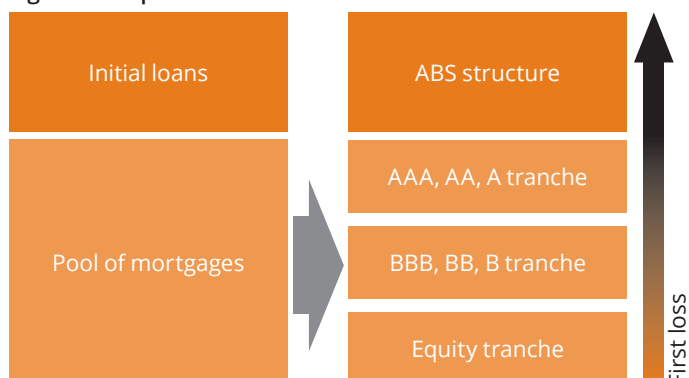 Initial loans
ABS structure
AAA, AA, A tranche
Pool of mortgages
BBB, BB, B tranche
Equity tranche
First loss